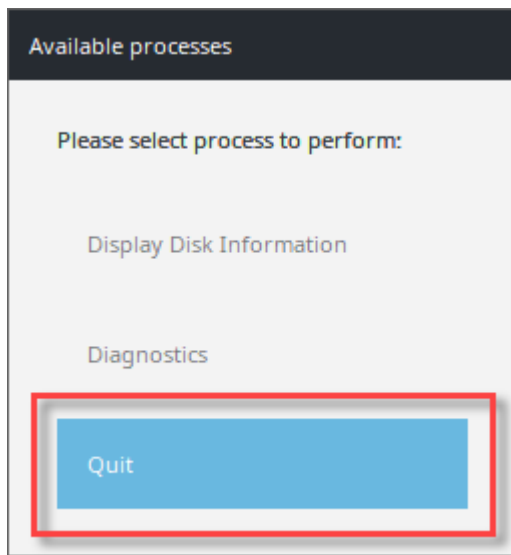 Available processes
Please select process to perform:
Display Disk Information
Diagnostics
Quit